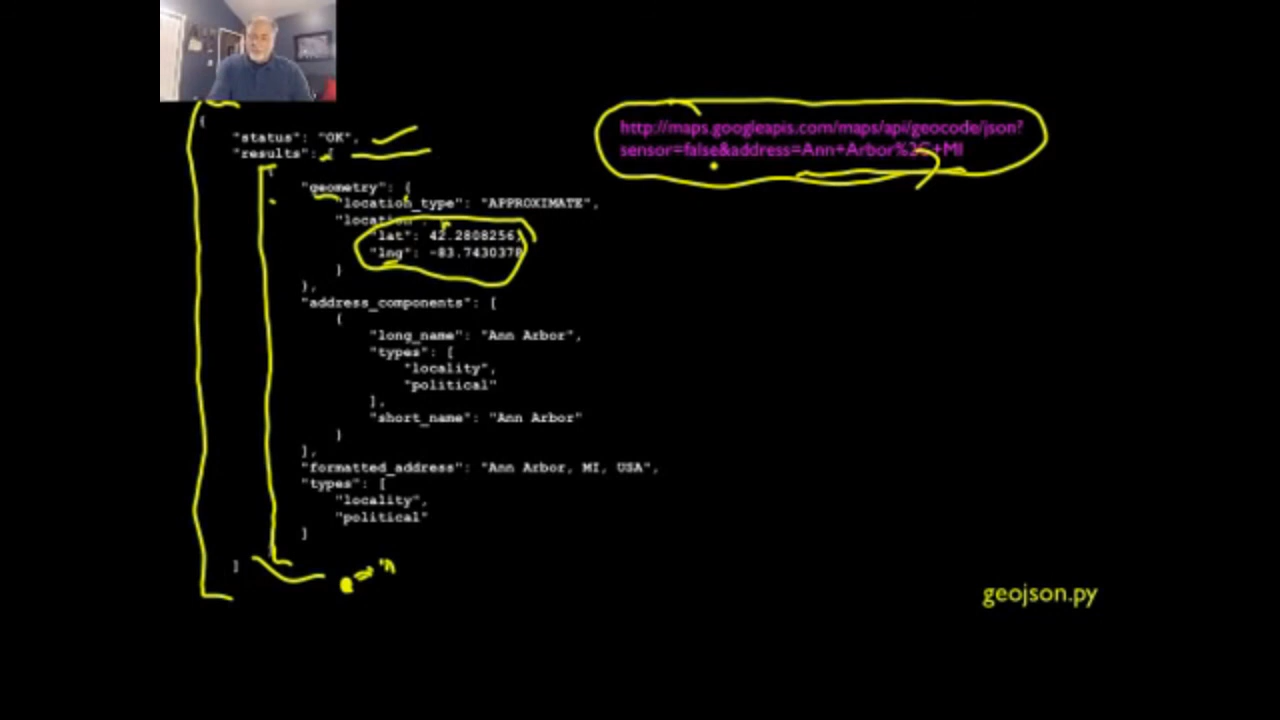 {
"status": "OK",
"results": [
{
"geometry": {
"location_type": "APPROXIMATE",
"location":
"lat": 42.2808256,
"lng": -83.7430378
}
},
"address_components": [
{
"long_name": "Ann Arbor",
"types": [
"locality",
"political"
],
"short_name": "Ann Arbor"
}
],
"formatted_address": "Ann Arbor, MI, USA",
"types": [
"locality",
"political"
]
]
http://maps.googleapis.com/maps/api/geocode/json?
sensor=false&address=Ann+Arbor%2C+MI
geojson.py